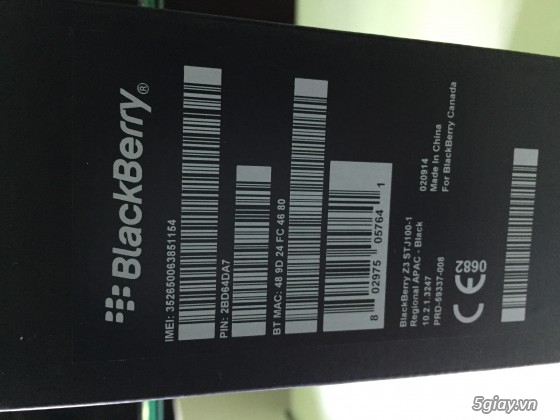 BlackBerry®
IMEI: 352650063851154
PIN: 2BD64DA7
BT MAC: 48 9D 24 FC 46 80
8 02975 05764 1
BlackBerry Z3 STJ100-1
Regional APAC - Black
10.2.1.3247
PRD-59337-008
020914
Made In China
For BlackBerry Canada
CE 0682
5giay.vn